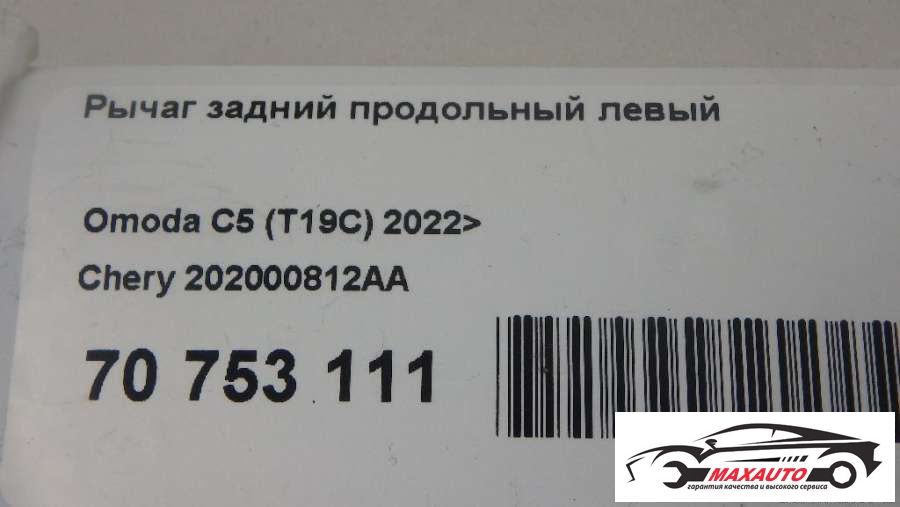 Рычаг задний продольный левый
Omoda C5 (T19C) 2022>
Chery 202000812AA
70 753 111
MAXAUTO
гарантия качества и высокого сервиса